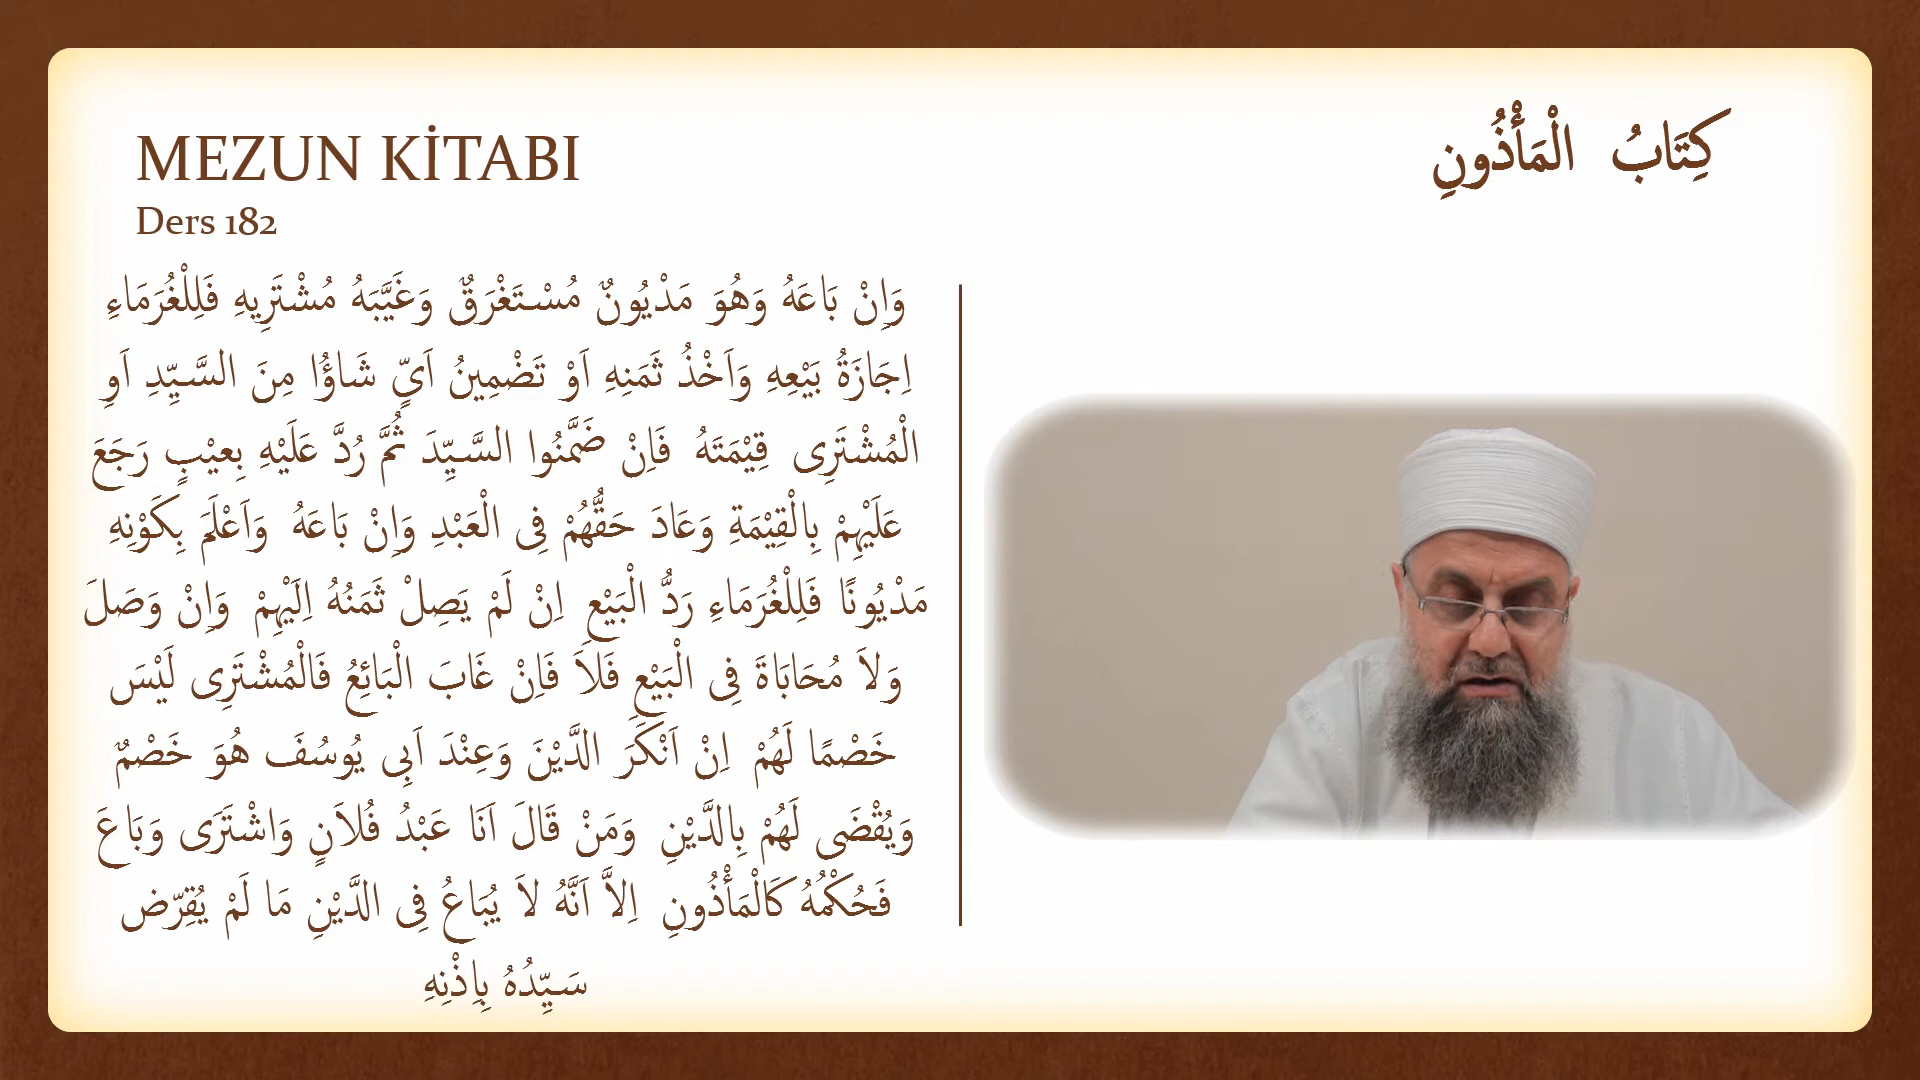 MEZUN KİTABI
كِتَابُ الْمَأْذُونِ
Ders 182
وَاِنْ بَاعَهُ وَهُوَ مَدْيُونٌ مُسْتَغْرَقٌ وَغَيَّبَهُ مُشْتَرِيهِ فَلِلْغُرَمَاءِ
اِجَازَةُ بَيْعِهِ وَاَخْذُ ثَمَنِهِ اَوْ تَضْمِينُ اَىٍّ شَاؤُا مِنَ السَّيِّدِ اَوِ
الْمُشْتَرِى قِيْمَتَهُ فَاِنْ ضَمَّنُوا السَّيِّدَ ثُمَّ رُدَّ عَلَيْهِ بِعيْبٍ رَجَعَ
عَلَيْهِمْ بِالْقِيْمَةِ وَعَادَ حَقُّهُمْ فِى الْعَبْدِ وَاِنْ بَاعَهُ وَاَعْلَمَ بِكَوْنِهِ
مَدْيُونًا فَلِلْغُرَمَاءِ رَدُّ الْبَيْعِ اِنْ لَمْ يَصِلْ ثَمَنُهُ اِلَيْهِمْ وَاِنْ وَصَلَ
وَلاَ مُحَابَاةَ فِى الْبَيْعِ فَلاَ فَاِنْ غَابَ الْبَائِعُ فَالْمُشْتَرِى لَيْسَ
خَصْمًا لَهُمْ اِنْ اَنْكَرَ الدَّيْنَ وَعِنْدَ اَبِى يُوسُفَ هُوَ خَصْمٌ
وَيُقْضَى لَهُمْ بِالدَّيْنِ وَمَنْ قَالَ اَنَا عَبْدُ فُلاَنٍ وَاشْتَرَى وَبَاعَ
فَحُكْمُهُ كَالْمَأْذُونِ اِلاَّ اَنَّهُ لاَ يُبَاعُ فِى الدَّيْنِ مَا لَمْ يُقِرّض
سَيِّدُهُ بِاِذْنِهِ